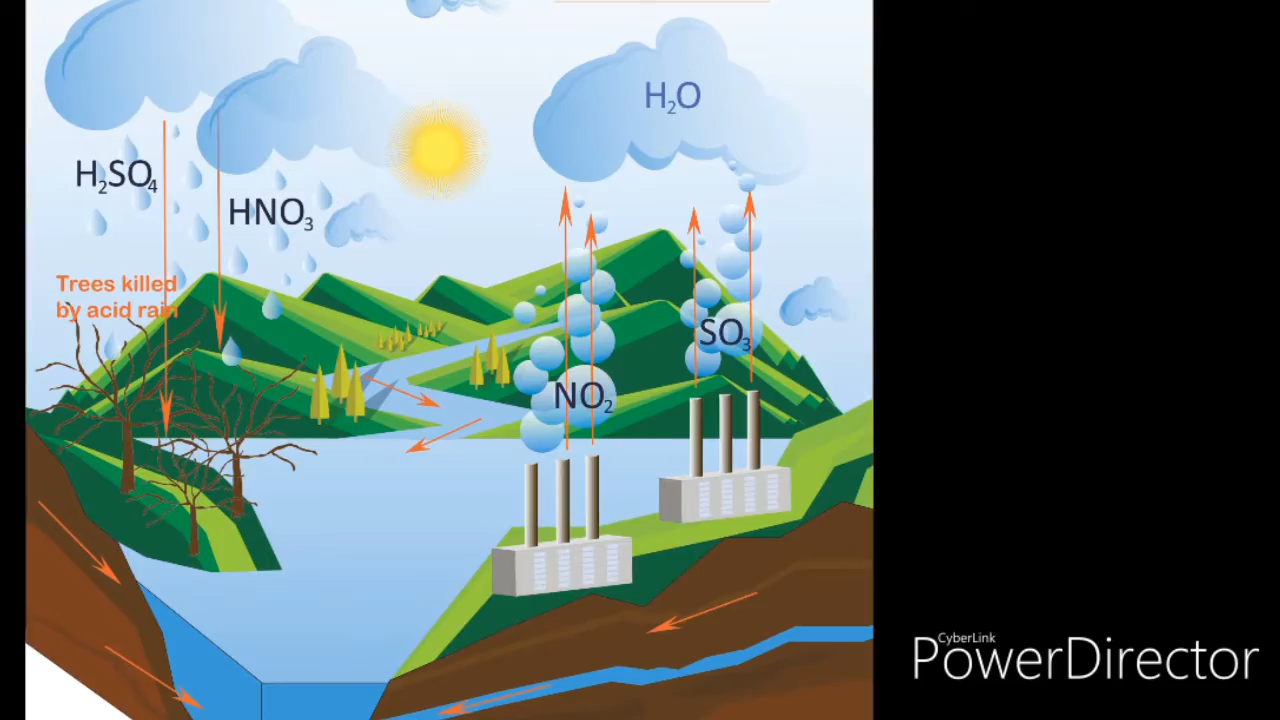 H₂O
H₂SO₄
HNO₃
Trees killed
by acid rain
SO₃
NO₂
CyberLink
PowerDirector